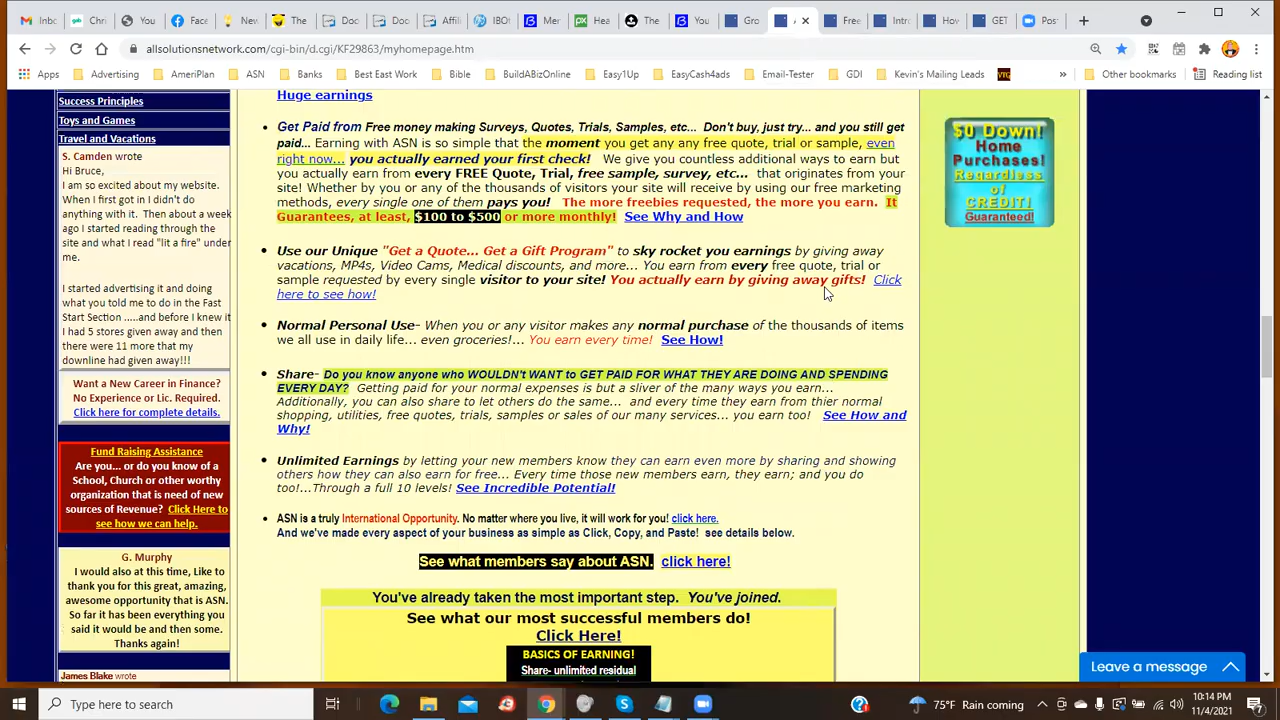 Inbo
Chr
You
Face
New
The
Doc
Doc
Affili
IBOt
Mer
Hea
The
You
Gro
A
Free
Intr
How
GET
Post
allsolutionsnetwork.com/cgi-bin/d.cgi/KF29863/myhomepage.htm
Apps
Advertising
AmeriPlan
ASN
Banks
Best East Work
Bible
BuildABizOnline
Easy1Up
EasyCash4ads
Email-Tester
GDI
Kevin's Mailing Leads
»
Other bookmarks
Reading list
Success Principles
Toys and Games
Travel and Vacations
S. Camden wrote
Hi Bruce,
I am so excited about my website.
When I first got in I didn't do
anything with it. Then about a week
ago I started reading through the
site and what I read "lit a fire" under
me.
I started advertising it and doing
what you told me to do in the Fast
Start Section .....and before I knew it
I had 5 stores given away and then
there were 11 more that my
downline had given away!!!
Want a New Career in Finance?
No Experience or Lic. Required.
Click here for complete details.
Fund Raising Assistance
Are you... or do you know of a
School, Church or other worthy
organization that is need of new
sources of Revenue? Click Here to
see how we can help.
G. Murphy
I would also at this time, Like to
thank you for this great, amazing,
awesome opportunity that is ASN.
So far it has been everything you
said it would be and then some.
Thanks again!
James Blake wrote
Huge earnings
• Get Paid from Free money making Surveys, Quotes, Trials, Samples, etc... Don't buy, just try... and you still get
paid... Earning with ASN is so simple that the moment you get any any free quote, trial or sample, even
right now... you actually earned your first check! We give you countless additional ways to earn but
you actually earn from every FREE Quote, Trial, free sample, survey, etc... that originates from your
site! Whether by you or any of the thousands of visitors your site will receive by using our free marketing
methods, every single one of them pays you! The more freebies requested, the more you earn. It
Guarantees, at least, $100 to $500 or more monthly! See Why and How
• Use our Unique "Get a Quote... Get a Gift Program" to sky rocket you earnings by giving away
vacations, MP4s, Video Cams, Medical discounts, and more... You earn from every free quote, trial or
sample requested by every single visitor to your site! You actually earn by giving away gifts! Click
here to see how!
• Normal Personal Use- When you or any visitor makes any normal purchase of the thousands of items
we all use in daily life... even groceries!... You earn every time! See How!
• Share- Do you know anyone who WOULDN'T WANT to GET PAID FOR WHAT THEY ARE DOING AND SPENDING
EVERY DAY? Getting paid for your normal expenses is but a sliver of the many ways you earn...
Additionally, you can also share to let others do the same... and every time they earn from thier normal
shopping, utilities, free quotes, trials, samples or sales of our many services... you earn too! See How and
Why!
• Unlimited Earnings by letting your new members know they can earn even more by sharing and showing
others how they can also earn for free... Every time those new members earn, they earn; and you do
too!...Through a full 10 levels! See Incredible Potential!
• ASN is a truly International Opportunity. No matter where you live, it will work for you! click here.
And we've made every aspect of your business as simple as Click, Copy, and Paste! see details below.
See what members say about ASN. click here!
You've already taken the most important step. You've joined.
See what our most successful members do!
Click Here!
BASICS OF EARNING!
Share- unlimited residual
$0 Down!
Home
Purchases!
Regardless
of
CREDIT!
Guaranteed!
Leave a message
Type here to search
75°F Raining coming
10:14 PM
11/4/2021